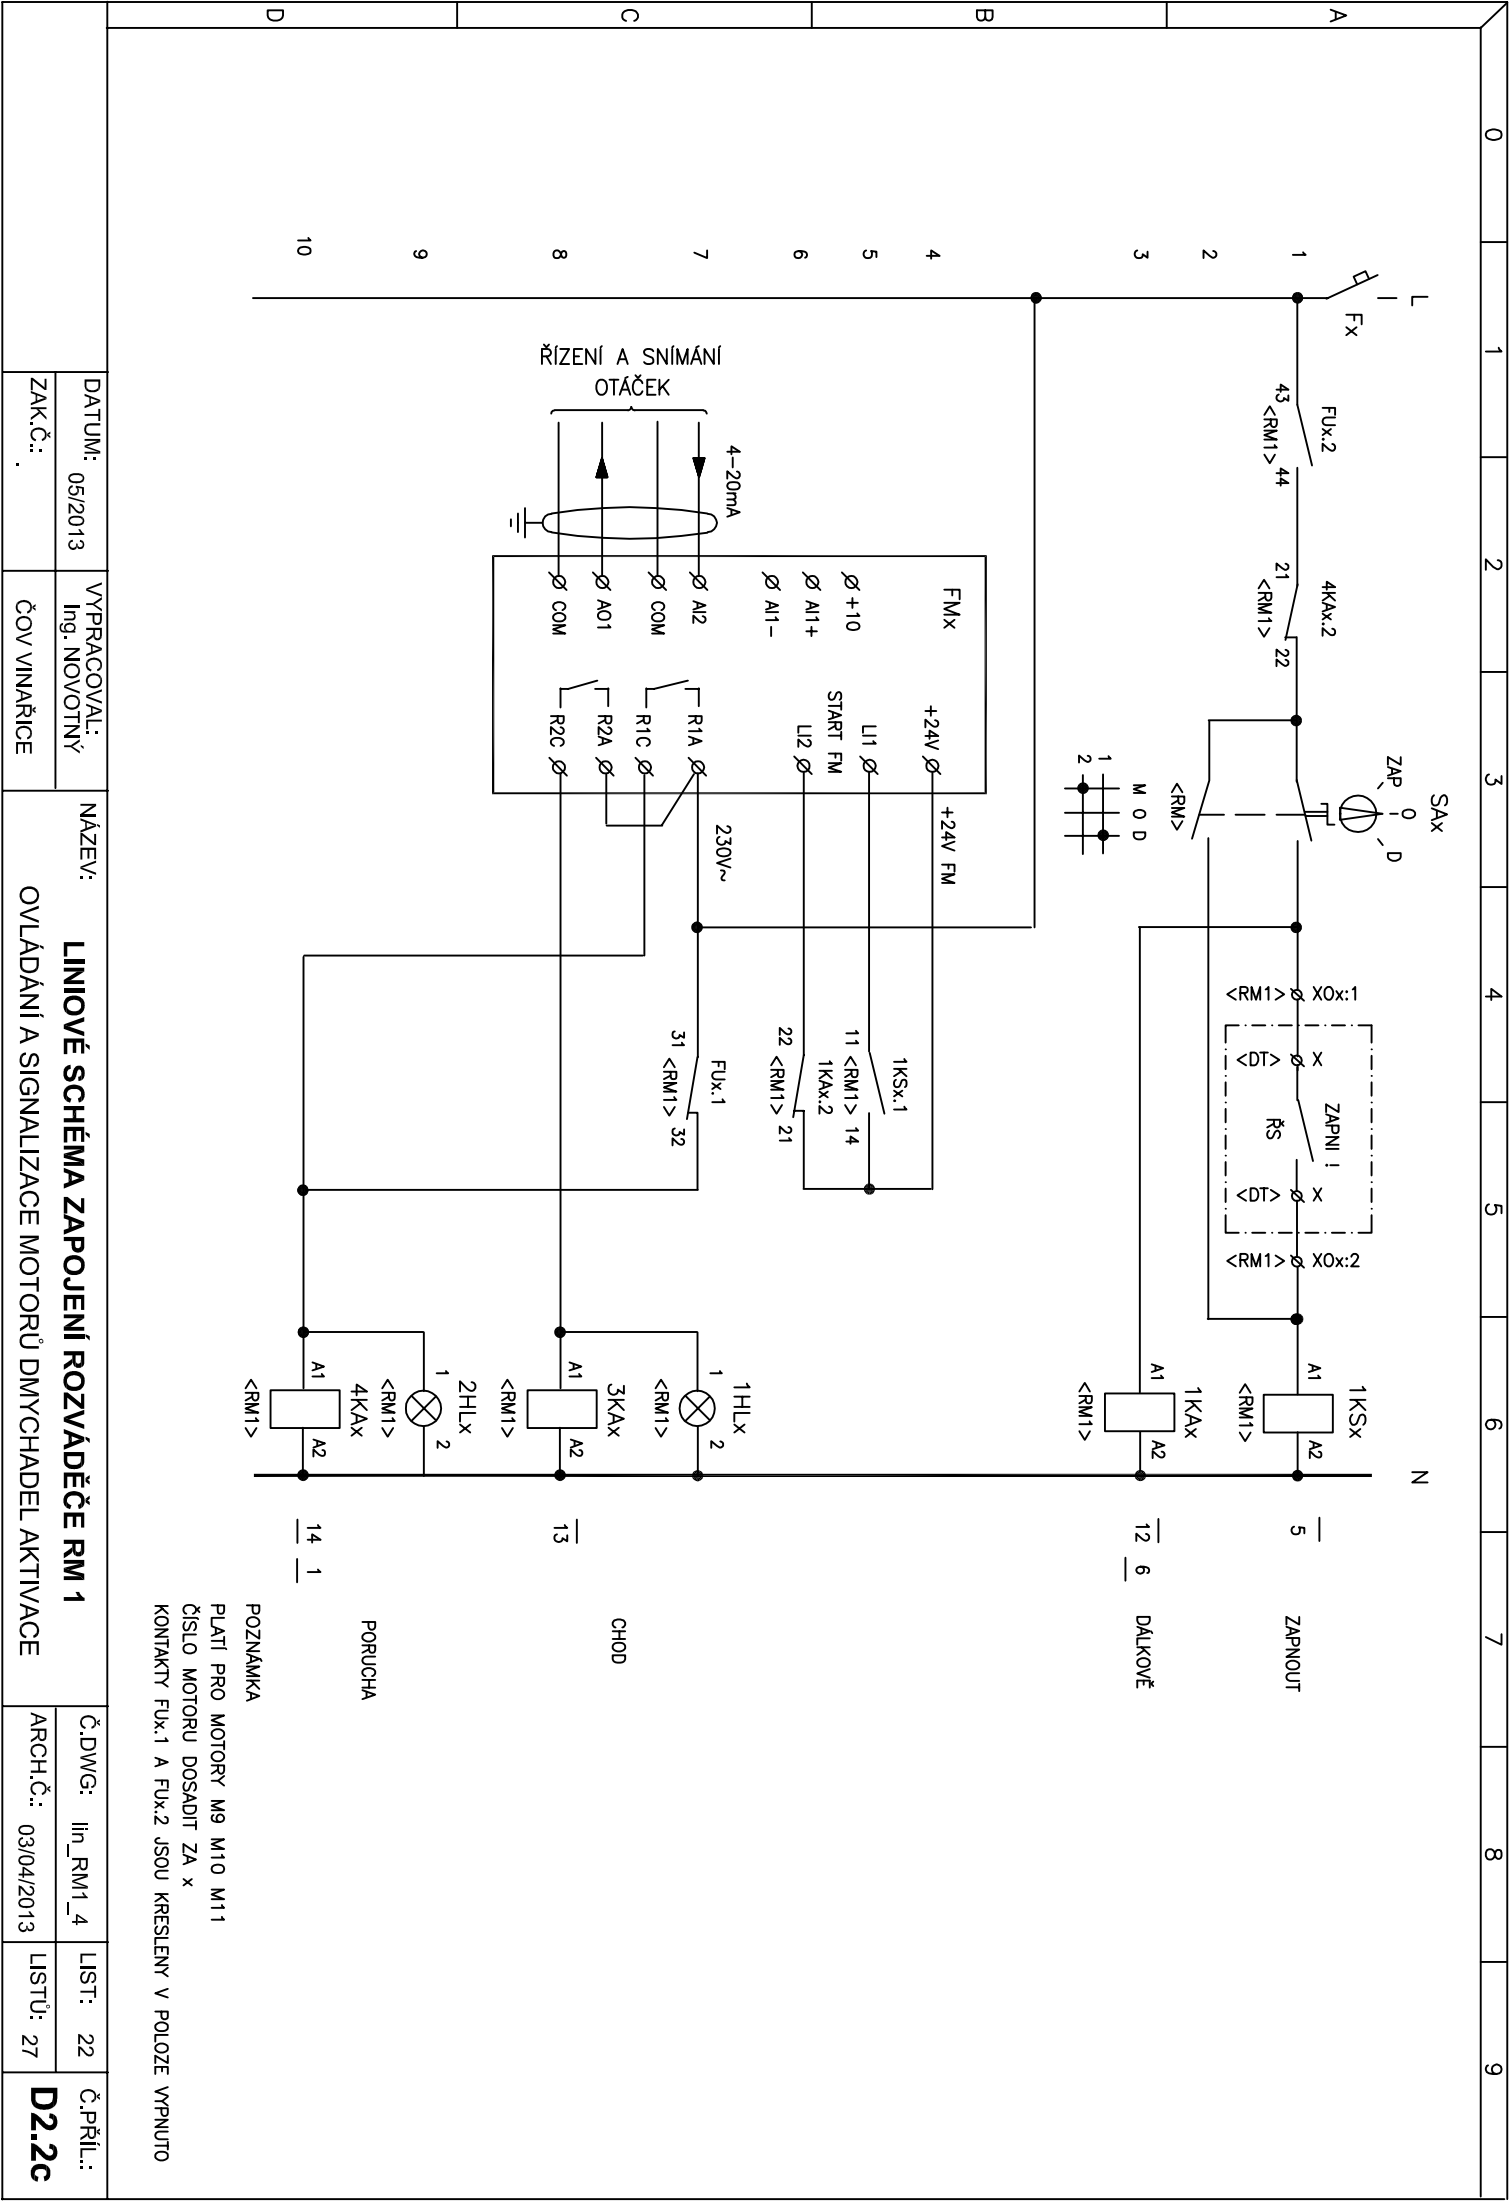 0 1 2 3 4 5 6 7 8 9
A
B
C
D
L
N
Fx
1
2
3
4
5
6
7
8
9
10
FUx.2
43 44
<RM1>
4KAx.2
21 22
<RM1>
SAx
ZAP O D
<RM>
M O D
1
2
<RM1> X0x:1
<DT> X
ZAPNI !
ŘS
<DT> X
<RM1> X0x:2
1KSx
A1 A2
<RM1>
5
ZAPNOUT
1KAx
A1 A2
<RM1>
12 6
DÁLKOVĚ
FMx
+24V
+24V FM
LI1
START FM
LI2
+10
AI1+
AI1-
AI2
COM
AO1
COM
R1A
R1C
R2A
R2C
230V~
4-20mA
ŘÍZENÍ A SNÍMÁNÍ
OTÁČEK
1KSx.1
11 <RM1> 14
1KAx.2
22 <RM1> 21
FUx.1
31 <RM1> 32
1HLx
1 2
<RM1>
3KAx
A1 A2
<RM1>
13
CHOD
2HLx
1 2
<RM1>
4KAx
A1 A2
<RM1>
14 1
PORUCHA
POZNÁMKA
PLATÍ PRO MOTORY M9 M10 M11
ČÍSLO MOTORU DOSADIT ZA x
KONTAKTY FUx.1 A FUx.2 JSOU KRESLENY V POLOZE VYPNUTO
DATUM: 05/2013
ZAK.Č.: .
VYPRACOVAL:
Ing. NOVOTNÝ
ČOV VINAŘICE
NÁZEV:
LINIOVÉ SCHÉMA ZAPOJENÍ ROZVÁDĚČE RM 1
OVLÁDÁNÍ A SIGNALIZACE MOTORŮ DMYCHADEL AKTIVACE
Č.DWG: lin_RM1_4
ARCH.Č.: 03/04/2013
LIST: 22
LISTŮ: 27
Č.PŘÍL.:
D2.2c